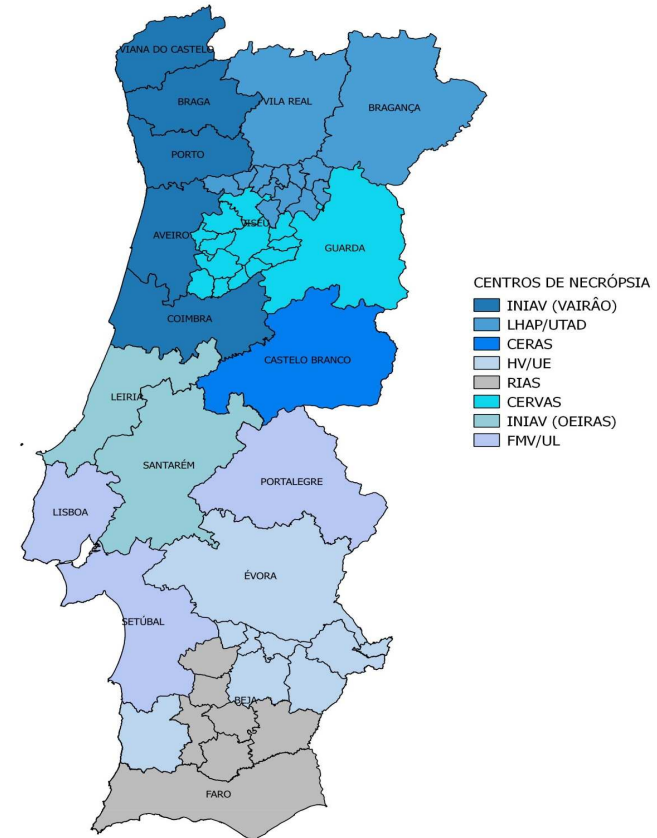 VIANA DO CASTELO
BRAGA
VILA REAL
BRAGANÇA
PORTO
AVEIRO
VISEU
GUARDA
COIMBRA
CASTELO BRANCO
LEIRIA
SANTARÉM
PORTALEGRE
LISBOA
ÉVORA
SETÚBAL
BEJA
FARO
CENTROS DE NECRÓPSIA
INIAV (VAIRÂO)
LHAP/UTAD
CERAS
HV/UE
RIAS
CERVAS
INIAV (OEIRAS)
FMV/UL